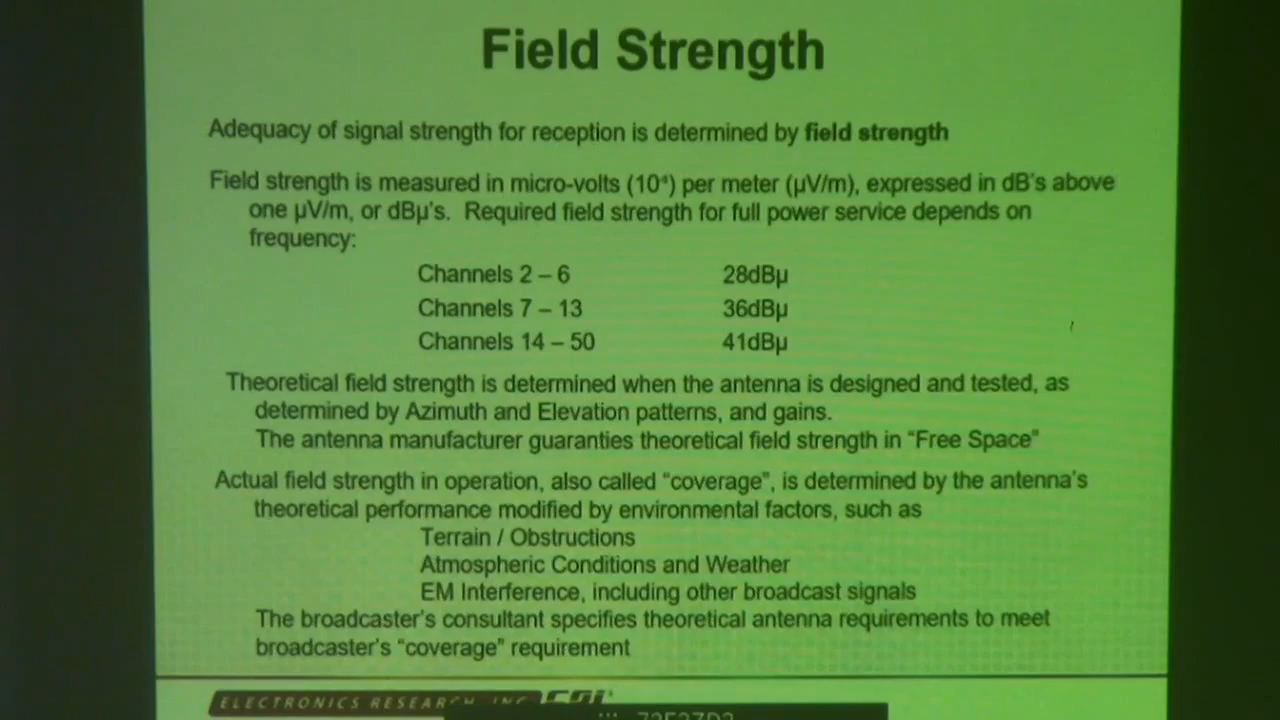 Field Strength
Adequacy of signal strength for reception is determined by field strength
Field strength is measured in micro-volts (10⁴) per meter (µV/m), expressed in dB's above
one µV/m, or dBµ's. Required field strength for full power service depends on
frequency:
Channels 2 – 6 28dBµ
Channels 7 – 13 36dBµ
Channels 14 – 50 41dBµ
Theoretical field strength is determined when the antenna is designed and tested, as
determined by Azimuth and Elevation patterns, and gains.
The antenna manufacturer guaranties theoretical field strength in “Free Space”
Actual field strength in operation, also called “coverage”, is determined by the antenna's
theoretical performance modified by environmental factors, such as
Terrain / Obstructions
Atmospheric Conditions and Weather
EM Interference, including other broadcast signals
The broadcaster's consultant specifies theoretical antenna requirements to meet
broadcaster's “coverage” requirement
ELECTRONICS RESEARCH, INC.